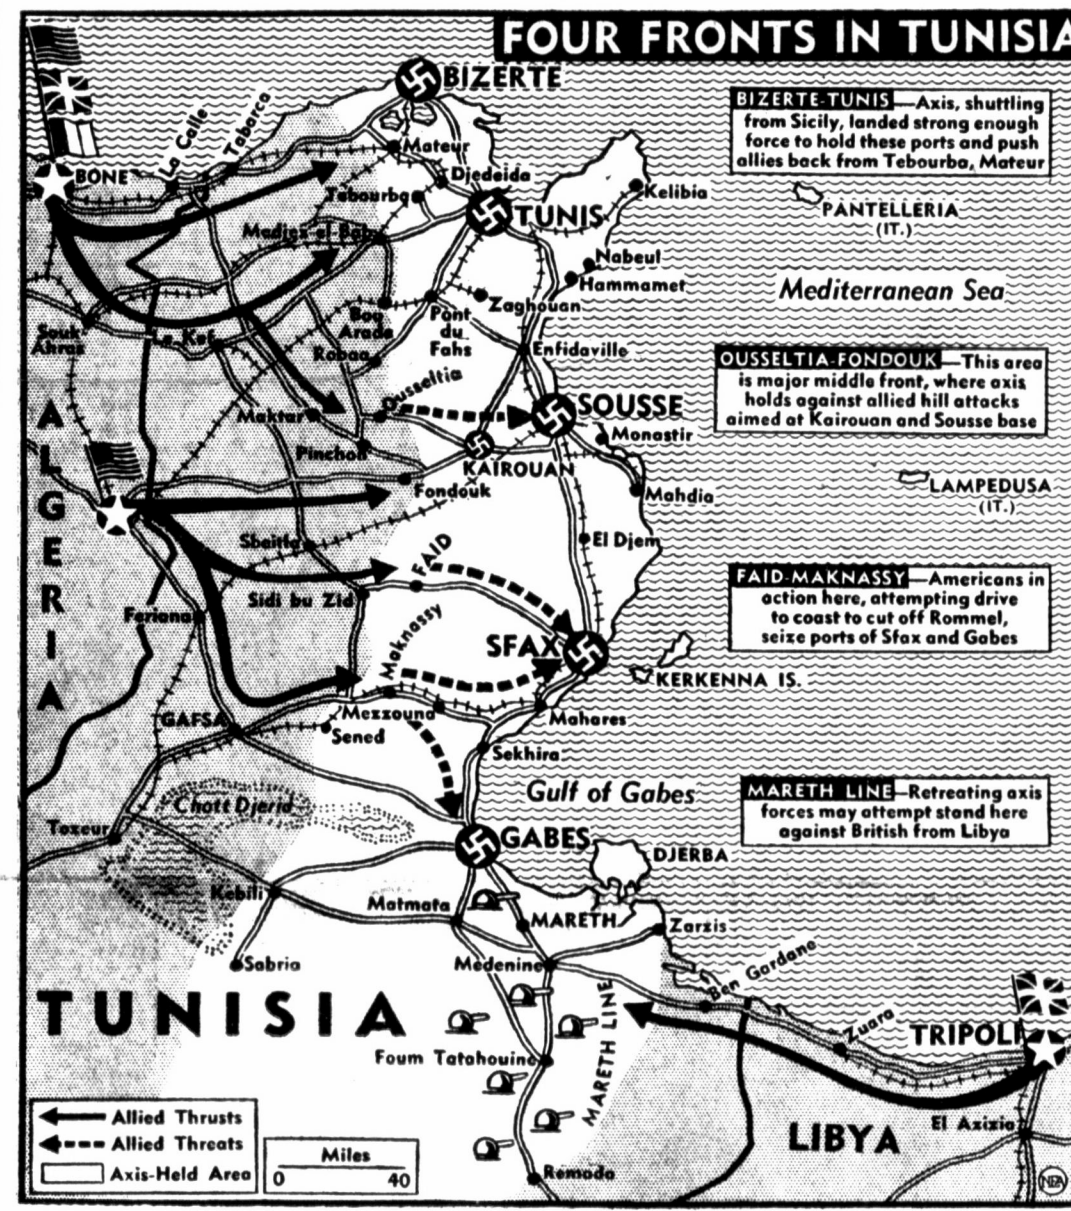 FOUR FRONTS IN TUNISIA
BIZERTE
BIZERTE-TUNIS—Axis, shuttling
from Sicily, landed strong enough
force to hold these ports and push
allies back from Tebourba, Mateur
La Calle
Tabarca
Mateur
BONE
Djedeida
Tebourba
Kelibia
TUNIS
PANTELLERIA
(IT.)
Medjez el Bab
Nabeul
Hammamet
Mediterranean Sea
Zaghouan
Bou
Arada
Pont
du
Fahs
Souk
Ahras
Le Kef
Robaa
Enfidaville
OUSSELTIA-FONDOUK—This area
is major middle front, where axis
holds against allied hill attacks
aimed at Kairouan and Sousse base
Ousseltia
SOUSSE
Maktar
Monastir
Pinchon
KAIROUAN
Fondouk
Mahdia
LAMPEDUSA
(IT.)
ALGERIA
Sbeitla
El Djem
FAID
FAID-MAKNASSY—Americans in
action here, attempting drive
to coast to cut off Rommel,
seize ports of Sfax and Gabes
Sidi bu Zid
Feriana
Maknassy
SFAX
KERKENNA IS.
GAFSA
Mezzouna
Mahares
Sened
Sekhira
Gulf of Gabes
MARETH LINE—Retreating axis
forces may attempt stand here
against British from Libya
Chott Djerid
Tozeur
GABES
DJERBA
Kebili
Matmata
MARETH
Zarzis
Sabria
Medenine
Ben Gardane
TUNISIA
MARETH LINE
Zuara
TRIPOLI
Foum Tatahouine
Allied Thrusts
Allied Threats
Axis-Held Area
Miles
0 40
LIBYA
El Azizia
Remada
NEA